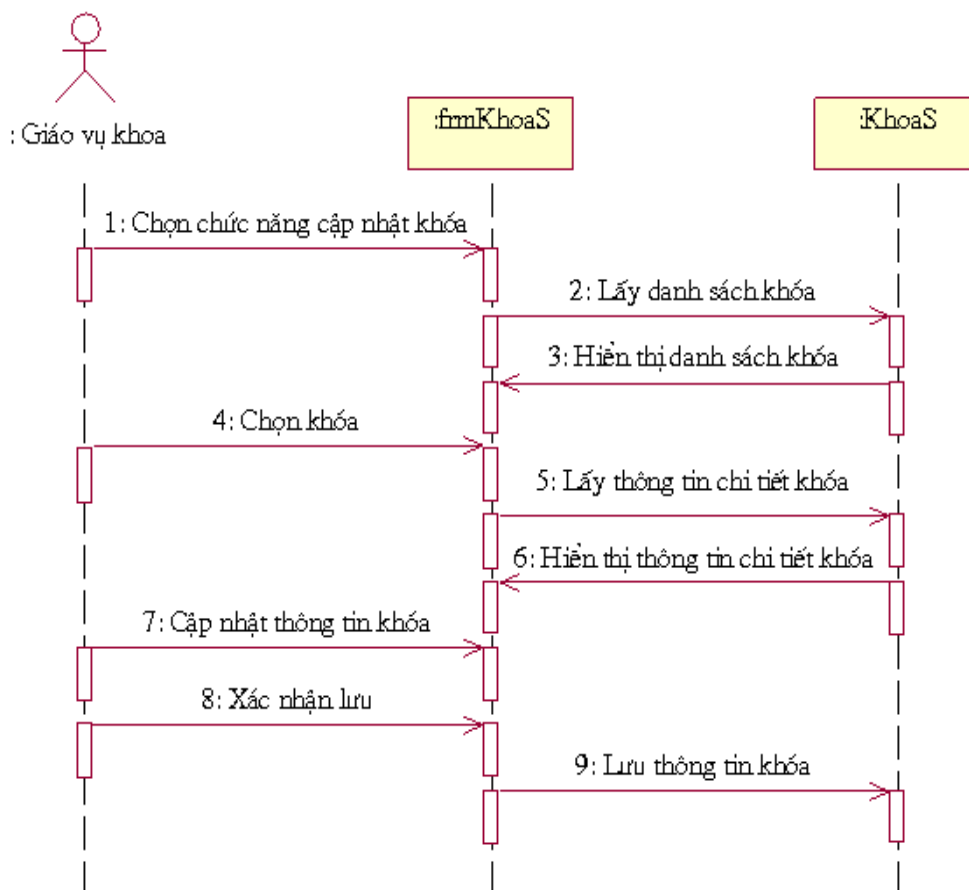 : Giáo vụ khoa
:frmKhoaS
:KhoaS
1: Chọn chức năng cập nhật khóa
2: Lấy danh sách khóa
3: Hiển thị danh sách khóa
4: Chọn khóa
5: Lấy thông tin chi tiết khóa
6: Hiển thị thông tin chi tiết khóa
7: Cập nhật thông tin khóa
8: Xác nhận lưu
9: Lưu thông tin khóa